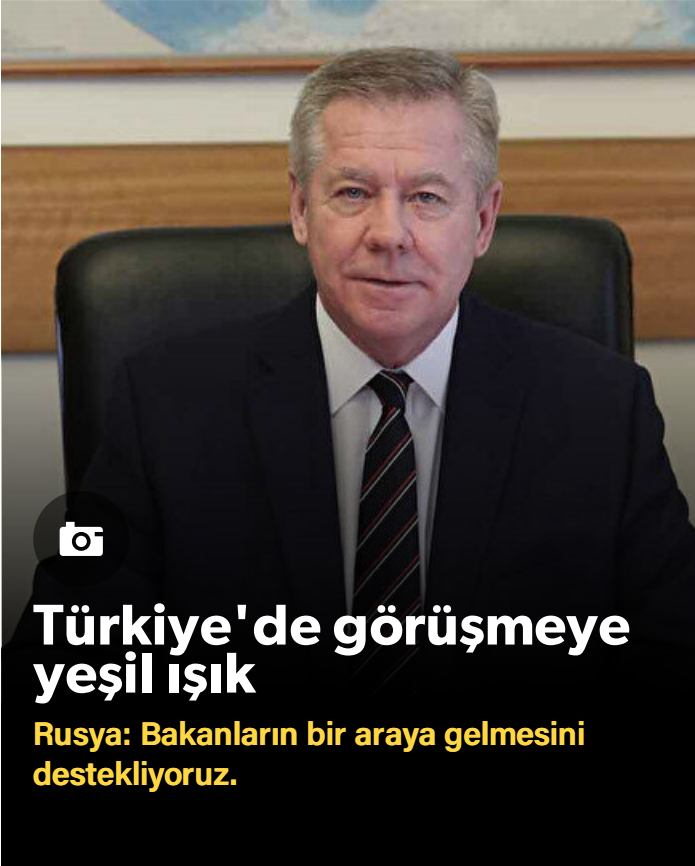 Türkiye'de görüşmeye
yeşil ışık
Rusya: Bakanların bir araya gelmesini
destekliyoruz.